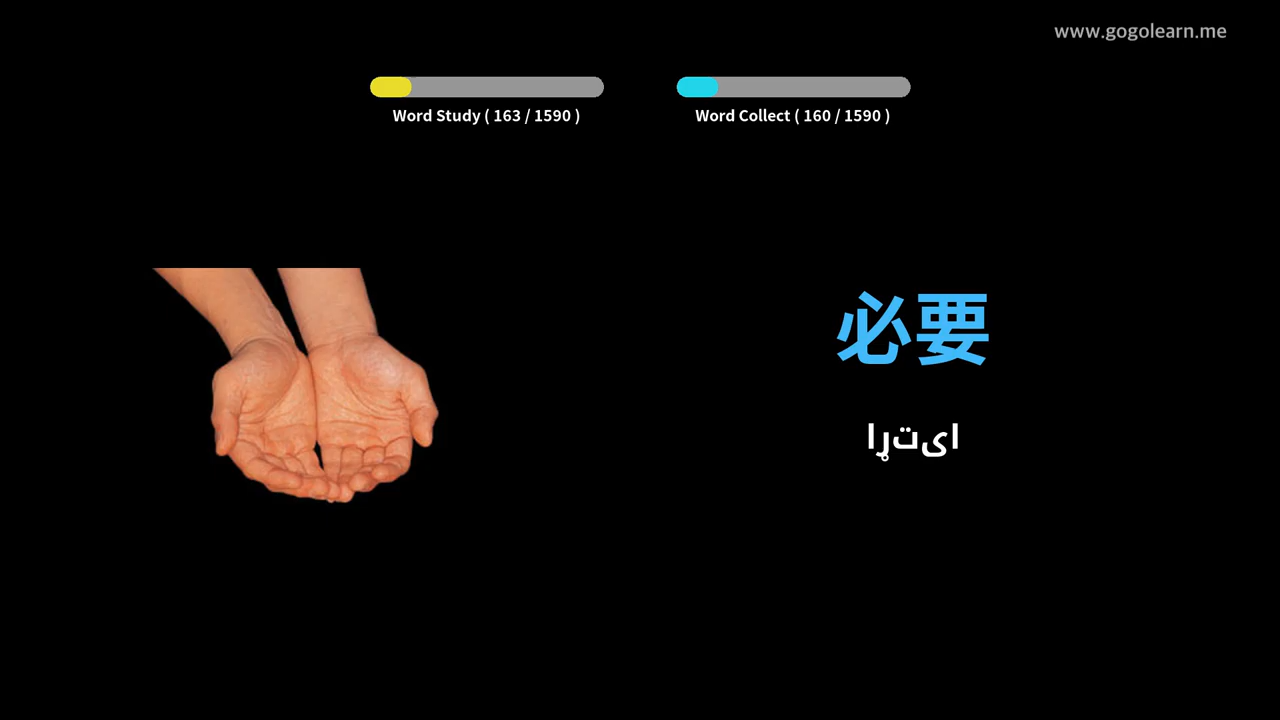 www.gogolearn.me
Word Study ( 163 / 1590 )
Word Collect ( 160 / 1590 )
必要
اړتیا